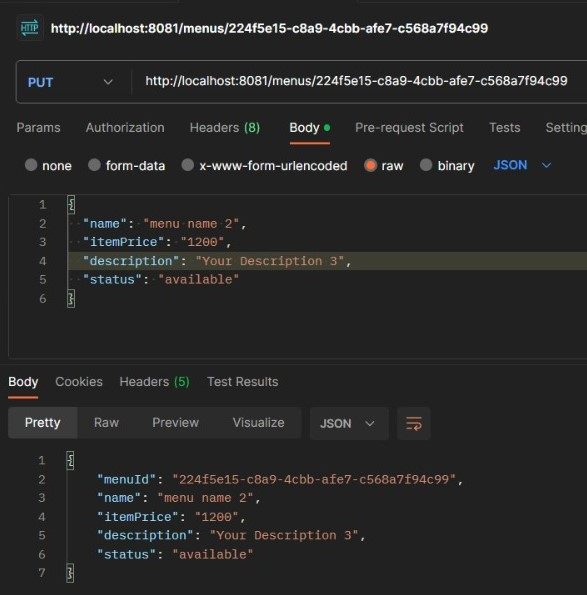 HTTP http://localhost:8081/menus/224f5e15-c8a9-4cbb-afe7-c568a7f94c99
PUT http://localhost:8081/menus/224f5e15-c8a9-4cbb-afe7-c568a7f94c99
Params Authorization Headers (8) Body Pre-request Script Tests Setting
none form-data x-www-form-urlencoded raw binary JSON
1 {
2 "name": "menu name 2",
3 "itemPrice": "1200",
4 "description": "Your Description 3",
5 "status": "available"
6 }
Body Cookies Headers (5) Test Results
Pretty Raw Preview Visualize JSON
1 {
2 "menuId": "224f5e15-c8a9-4cbb-afe7-c568a7f94c99",
3 "name": "menu name 2",
4 "itemPrice": "1200",
5 "description": "Your Description 3",
6 "status": "available"
7 }